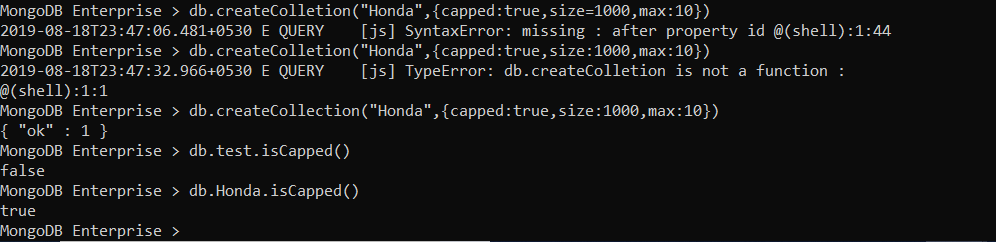 MongoDB Enterprise > db.createColletion("Honda",{capped:true,size=1000,max:10})
2019-08-18T23:47:06.481+0530 E QUERY    [js] SyntaxError: missing : after property id @(shell):1:44
MongoDB Enterprise > db.createColletion("Honda",{capped:true,size:1000,max:10})
2019-08-18T23:47:32.966+0530 E QUERY    [js] TypeError: db.createColletion is not a function :
@(shell):1:1
MongoDB Enterprise > db.createCollection("Honda",{capped:true,size:1000,max:10})
{ "ok" : 1 }
MongoDB Enterprise > db.test.isCapped()
false
MongoDB Enterprise > db.Honda.isCapped()
true
MongoDB Enterprise >